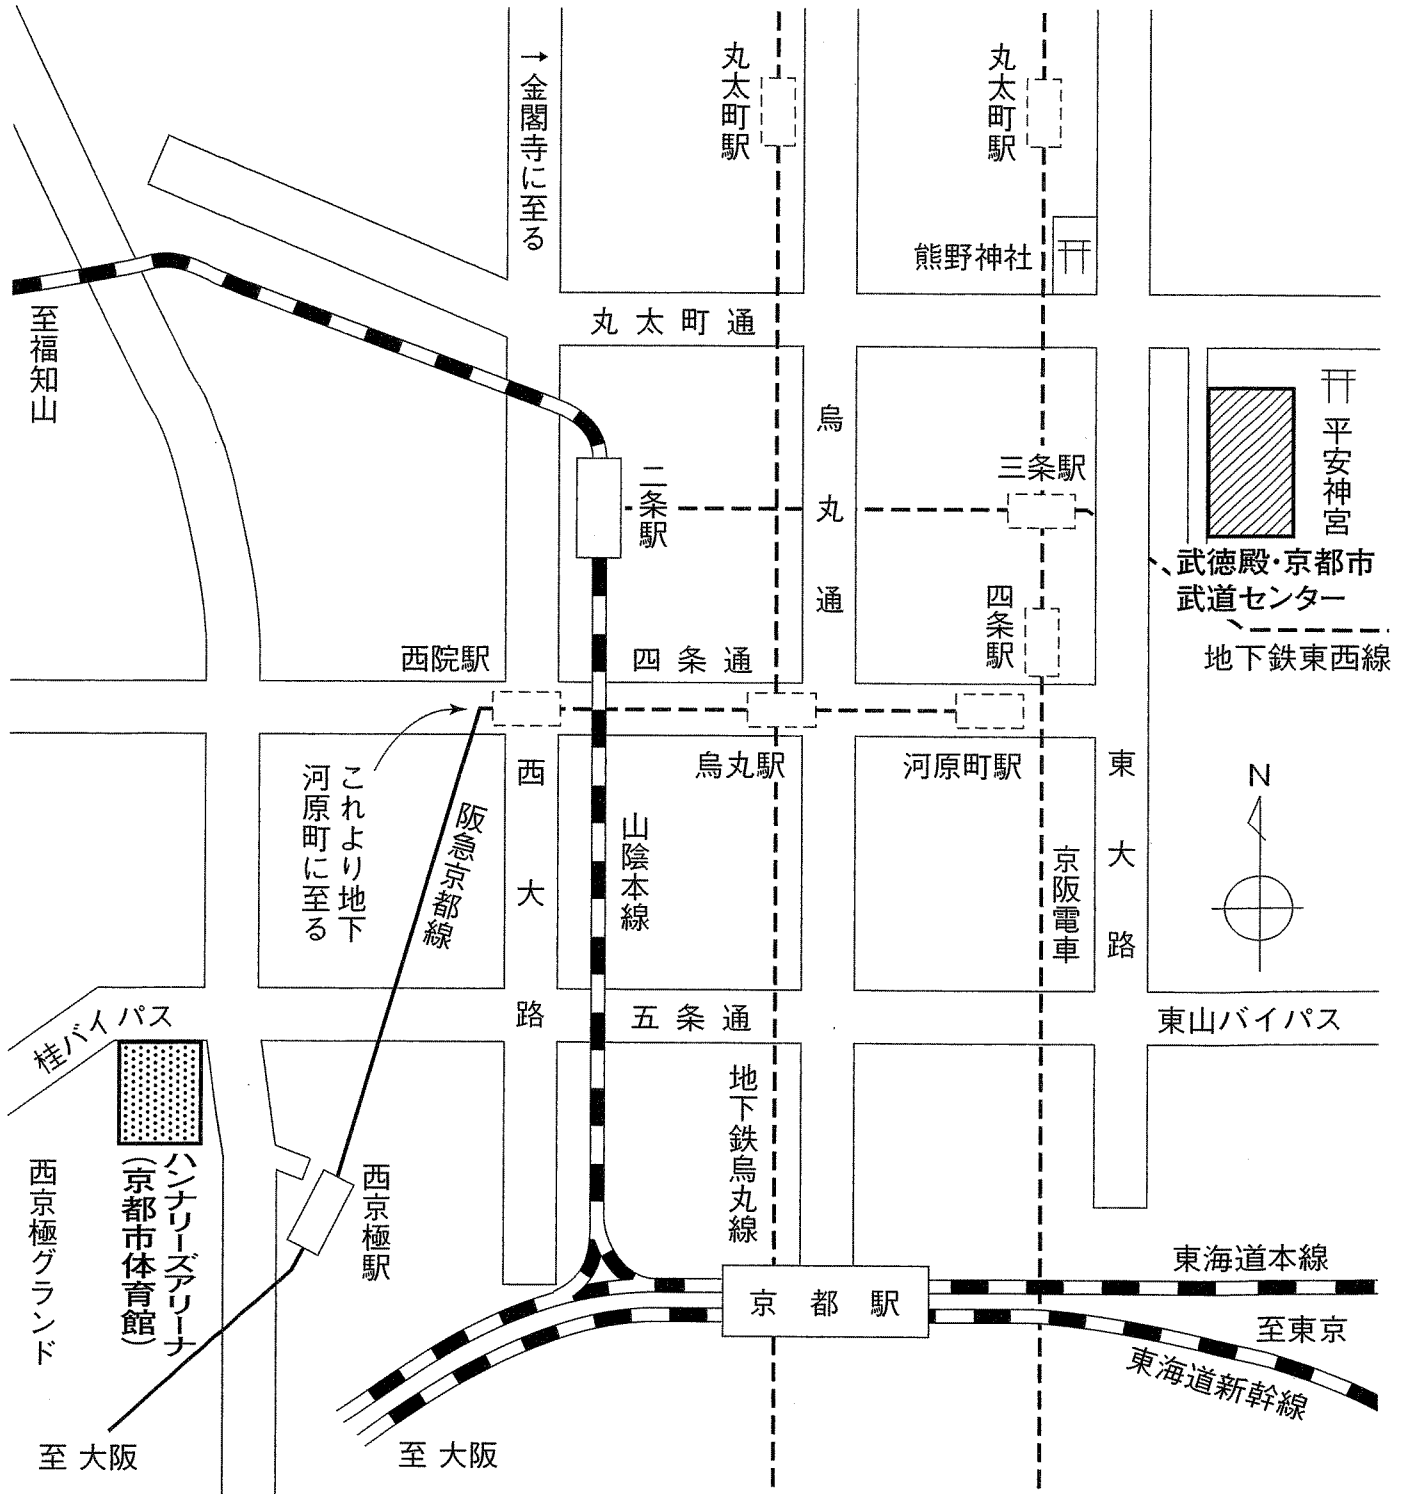 →金閣寺に至る
丸太町駅
丸太町駅
熊野神社
至福知山
丸太町通
平安神宮
烏丸通
三条駅
二条駅
武徳殿・京都市
武道センター
地下鉄東西線
四条駅
西院駅
四条通
烏丸駅
河原町駅
これより地下
河原町に至る
阪急京都線
西大路
山陰本線
東大路
N
京阪電車
桂バイパス
五条通
東山バイパス
地下鉄烏丸線
ハンナリーズアリーナ
(京都市体育館)
西京極グランド
西京極駅
京都駅
東海道本線
至東京
東海道新幹線
至 大阪
至 大阪